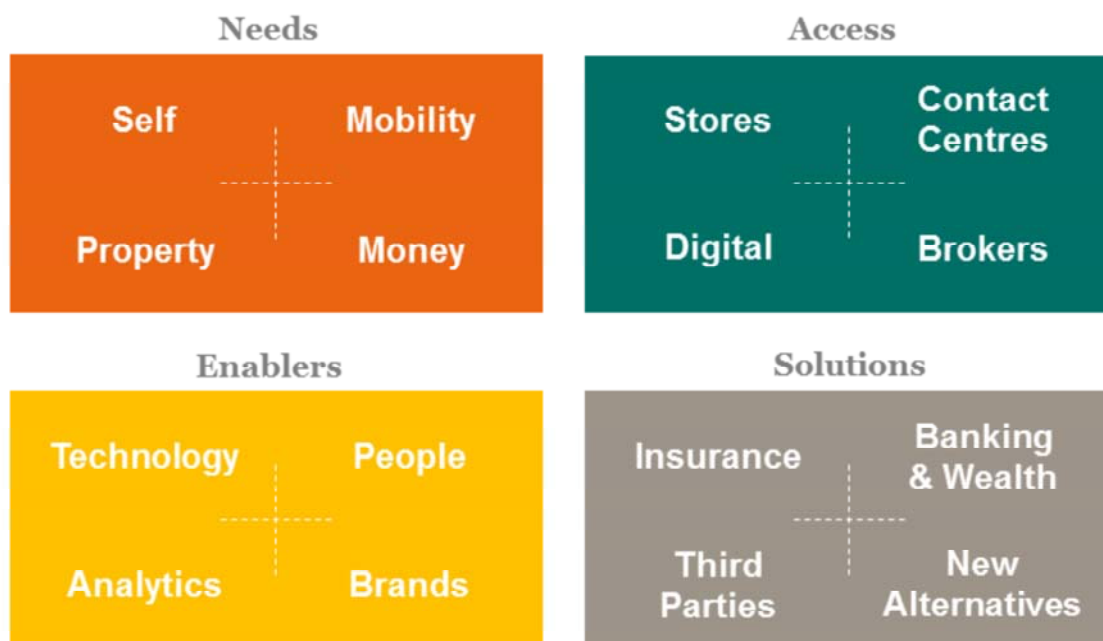 Needs
Self
Mobility
Property
Money
Access
Stores
Contact
Centres
Digital
Brokers
Enablers
Technology
People
Analytics
Brands
Solutions
Insurance
Banking
& Wealth
Third
Parties
New
Alternatives